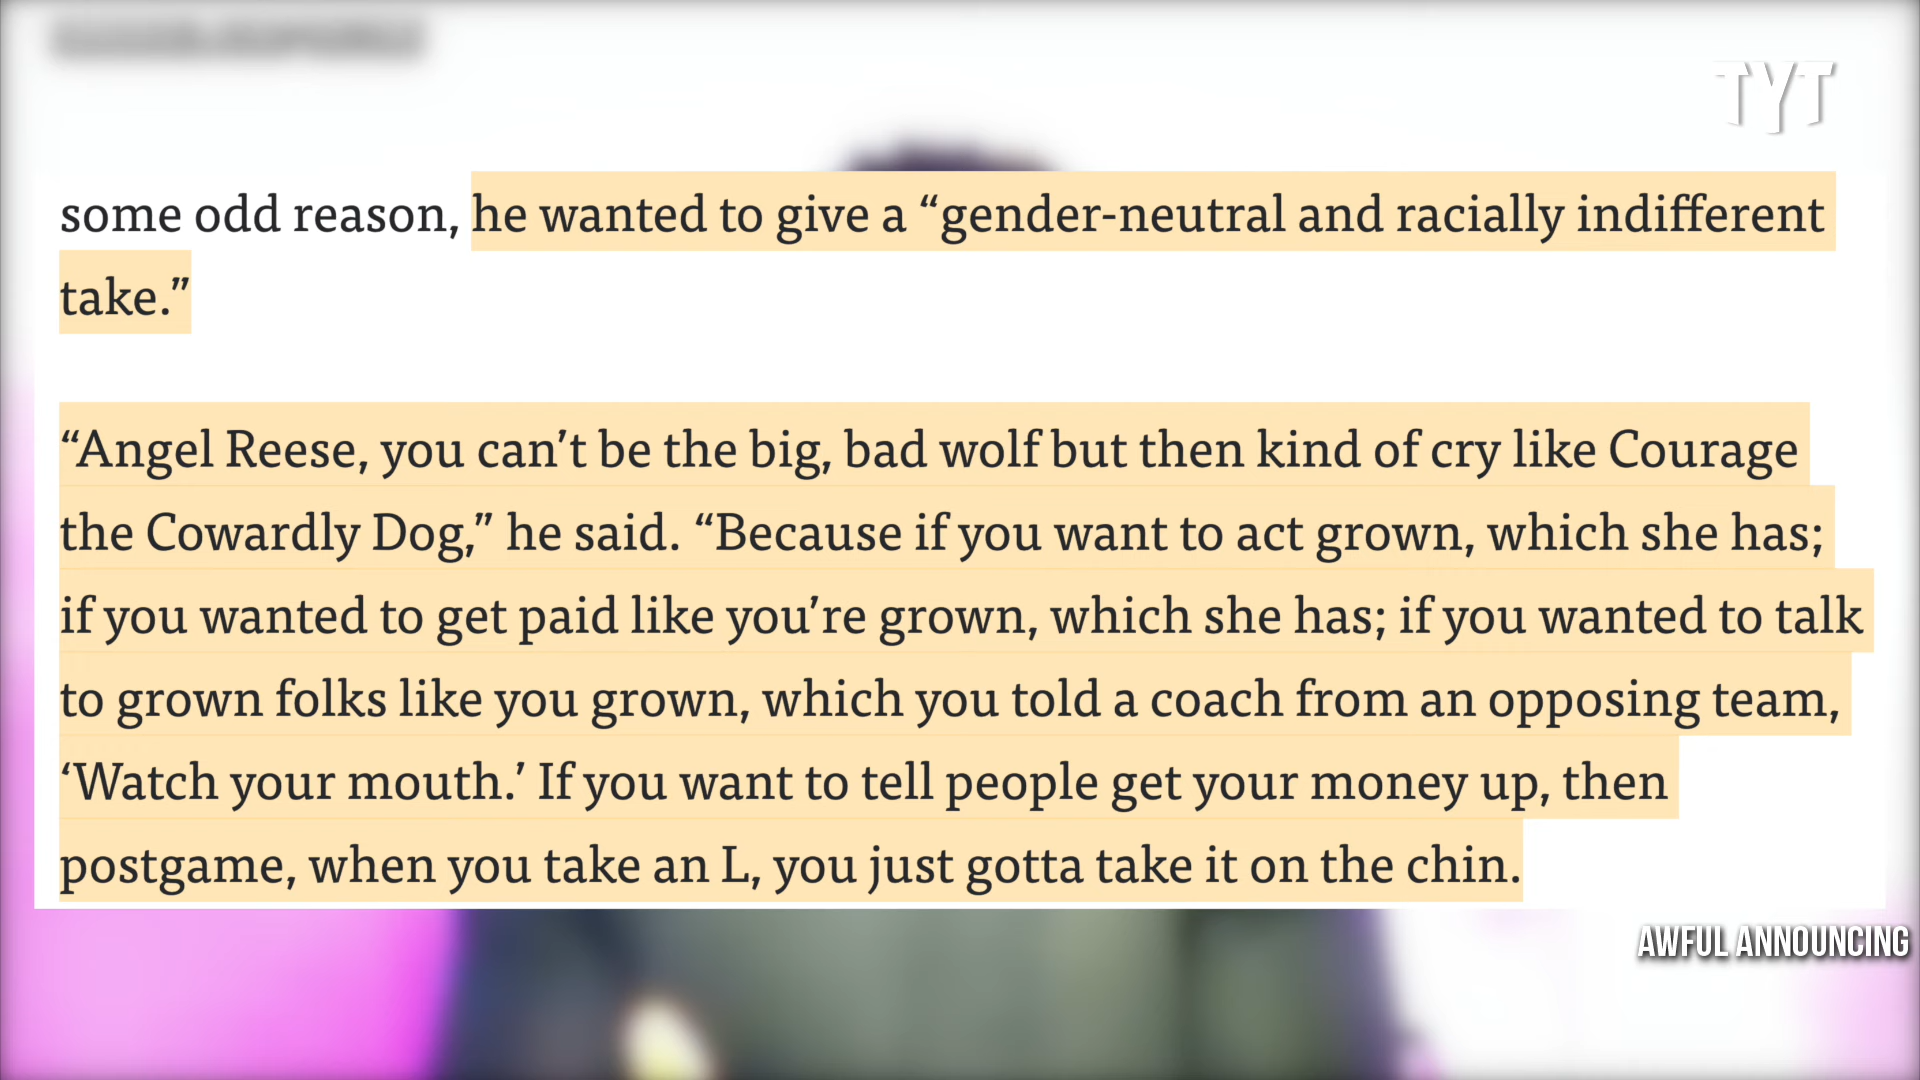 TYT
some odd reason, he wanted to give a “gender-neutral and racially indifferent
take.”
“Angel Reese, you can’t be the big, bad wolf but then kind of cry like Courage
the Cowardly Dog,” he said. “Because if you want to act grown, which she has;
if you wanted to get paid like you’re grown, which she has; if you wanted to talk
to grown folks like you grown, which you told a coach from an opposing team,
‘Watch your mouth.’ If you want to tell people get your money up, then
postgame, when you take an L, you just gotta take it on the chin.
AWFUL ANNOUNCING